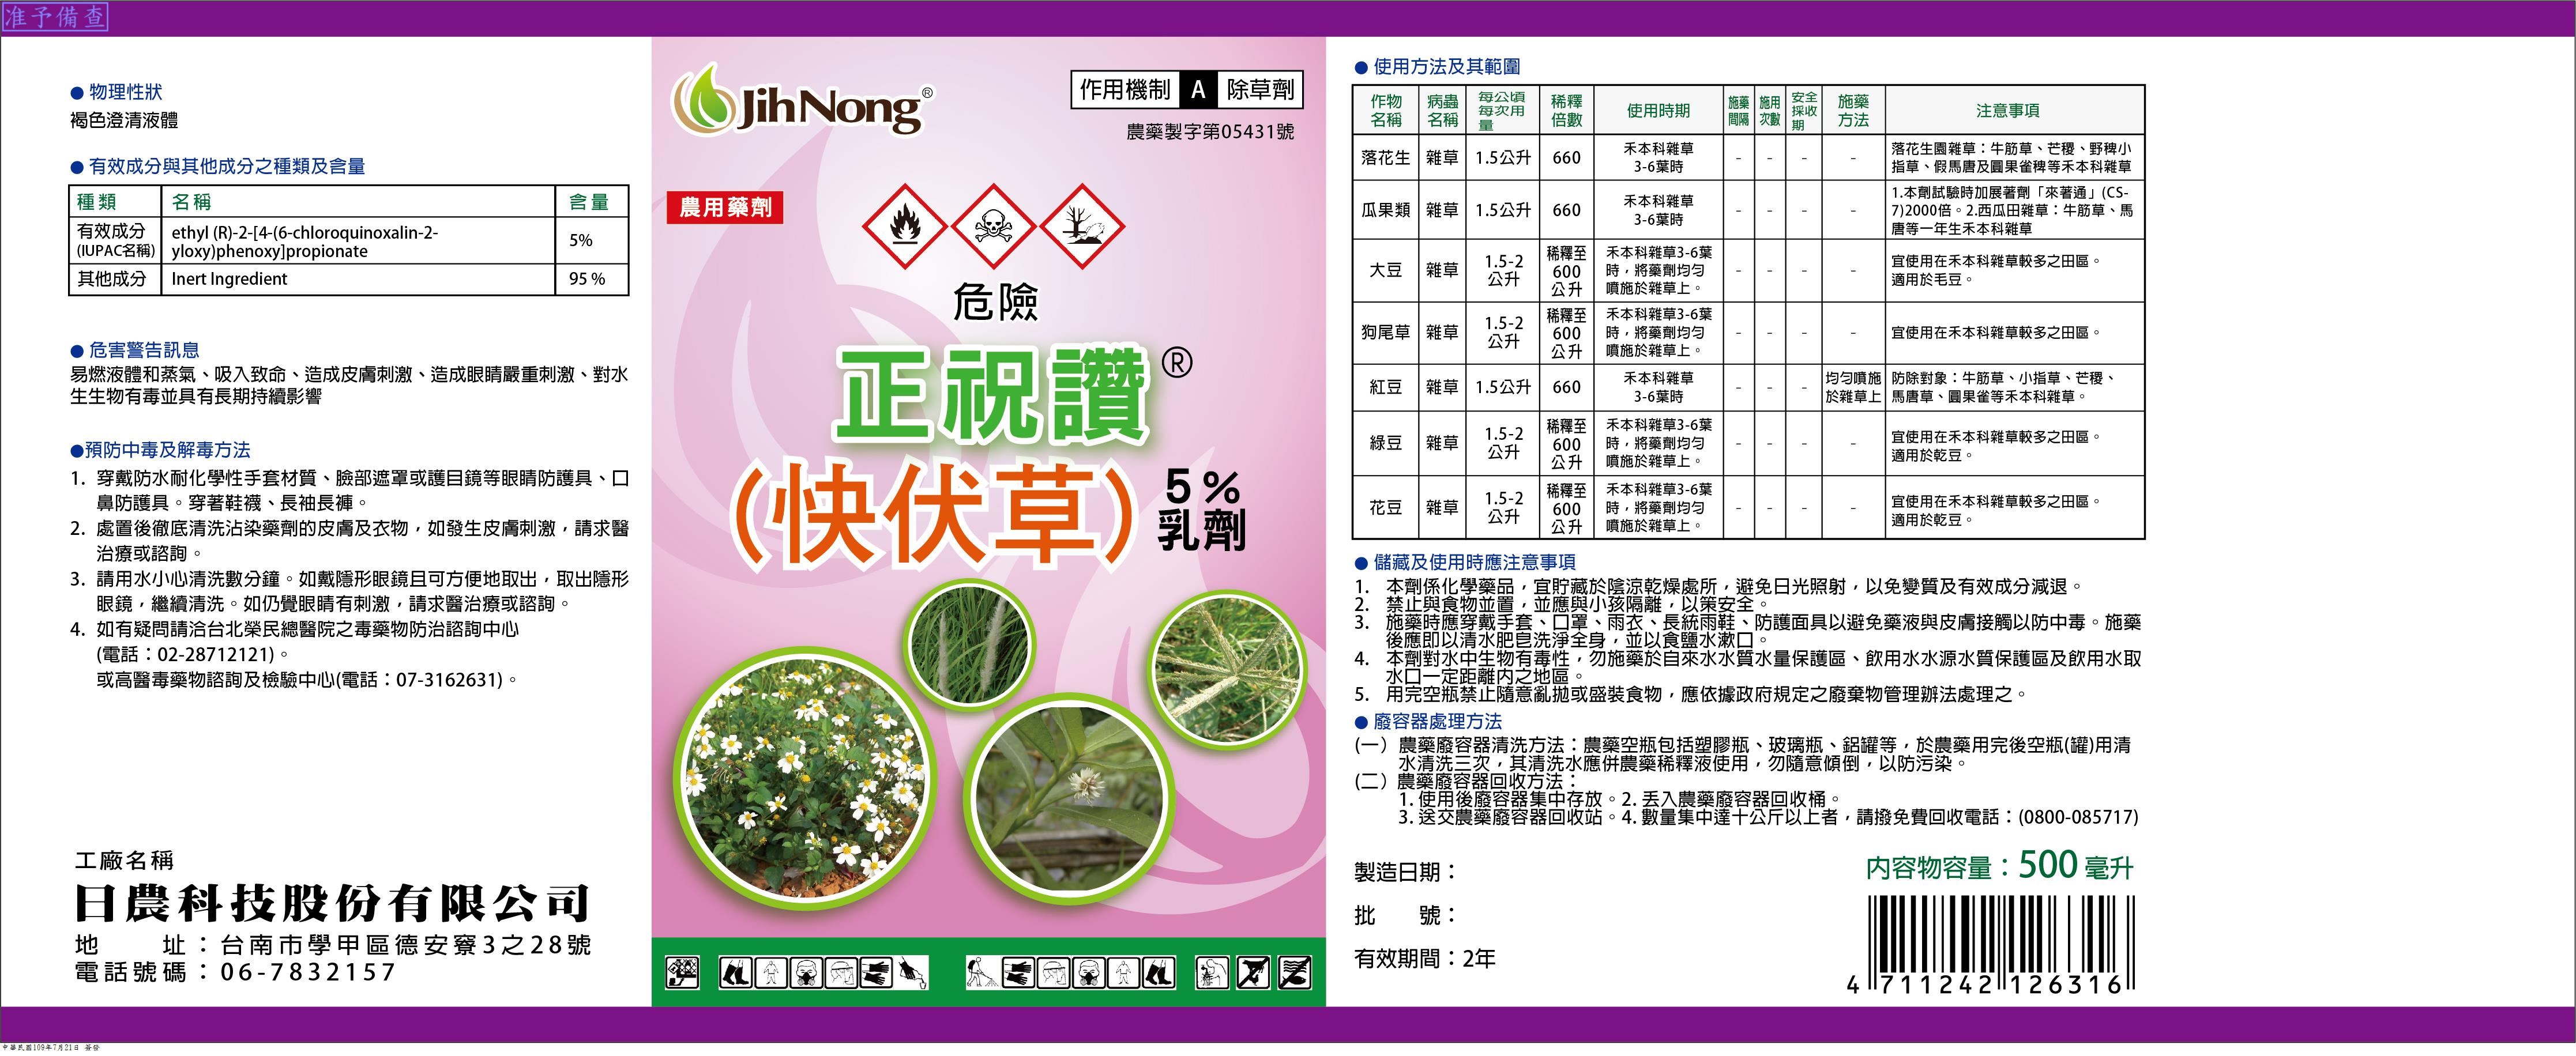 准予備查
● 物理性狀
褐色澄清液體
● 有效成分與其他成分之種類及含量
種類 名稱 含量
有效成分 (IUPAC名稱) ethyl (R)-2-[4-(6-chloroquinoxalin-2-
yloxy)phenoxy]propionate 5%
其他成分 Inert Ingredient 95 %
● 危害警告訊息
易燃液體和蒸氣、吸入致命、造成皮膚刺激、造成眼睛嚴重刺激、對水
生生物有毒並具有長期持續影響
●預防中毒及解毒方法
1. 穿戴防水耐化學性手套材質、臉部遮罩或護目鏡等眼睛防護具、口
鼻防護具。穿著鞋襪、長袖長褲。
2. 處置後徹底清洗沾染藥劑的皮膚及衣物，如發生皮膚刺激，請求醫
治療或諮詢。
3. 請用水小心清洗數分鐘。如戴隱形眼鏡且可方便地取出，取出隱形
眼鏡，繼續清洗。如仍覺眼睛有刺激，請求醫治療或諮詢。
4. 如有疑問請洽台北榮民總醫院之毒藥物防治諮詢中心
(電話：02-28712121)。
或高醫毒藥物諮詢及檢驗中心(電話：07-3162631)。
工廠名稱
日農科技股份有限公司
地 址：台南市學甲區德安寮3之28號
電話號碼：06-7832157
JihNong®
作用機制 A 除草劑
農藥製字第05431號
農用藥劑
危險
正祝讚®
(快伏草) 5%
乳劑
● 使用方法及其範圍
作物名稱 病蟲名稱 每公頃每次用量 稀釋倍數 使用時期 施藥間隔 施用次數 安全採收期 施藥方法 注意事項
落花生 雜草 1.5公升 660 禾本科雜草3-6葉時 - - - - 落花生園雜草：牛筋草、芒稷、野稗小
指草、假馬唐及圓果雀稗等禾本科雜草
瓜果類 雜草 1.5公升 660 禾本科雜草3-6葉時 - - - - 1.本劑試驗時加展著劑「來著通」(CS-
7)2000倍。2.西瓜田雜草：牛筋草、馬
唐等一年生禾本科雜草
大豆 雜草 1.5-2公升 稀釋至600公升 禾本科雜草3-6葉時，將藥劑均勻噴施於雜草上。 - - - - 宜使用在禾本科雜草較多之田區。
適用於毛豆。
狗尾草 雜草 1.5-2公升 稀釋至600公升 禾本科雜草3-6葉時，將藥劑均勻噴施於雜草上。 - - - - 宜使用在禾本科雜草較多之田區。
紅豆 雜草 1.5公升 660 禾本科雜草3-6葉時 - - - 均勻噴施於雜草上 防除對象：牛筋草、小指草、芒稷、
馬唐草、圓果雀等禾本科雜草。
綠豆 雜草 1.5-2公升 稀釋至600公升 禾本科雜草3-6葉時，將藥劑均勻噴施於雜草上。 - - - - 宜使用在禾本科雜草較多之田區。
適用於乾豆。
花豆 雜草 1.5-2公升 稀釋至600公升 禾本科雜草3-6葉時，將藥劑均勻噴施於雜草上。 - - - - 宜使用在禾本科雜草較多之田區。
適用於乾豆。
● 儲藏及使用時應注意事項
1. 本劑係化學藥品，宜貯藏於陰涼乾燥處所，避免日光照射，以免變質及有效成分減退。
2. 禁止與食物並置，並應與小孩隔離，以策安全。
3. 施藥時應穿戴手套、口罩、雨衣、長統雨鞋、防護面具以避免藥液與皮膚接觸以防中毒。施藥
後應即以清水肥皂洗淨全身，並以食鹽水漱口。
4. 本劑對水中生物有毒性，勿施藥於自來水水質水量保護區、飲用水水源水質保護區及飲用水取
水口一定距離內之地區。
5. 用完空瓶禁止隨意亂拋或盛裝食物，應依據政府規定之廢棄物管理辦法處理之。
● 廢容器處理方法
(一) 農藥廢容器清洗方法：農藥空瓶包括塑膠瓶、玻璃瓶、鋁罐等，於農藥用完後空瓶(罐)用清
水清洗三次，其清洗水應併農藥稀釋液使用，勿隨意傾倒，以防污染。
(二) 農藥廢容器回收方法：
1. 使用後廢容器集中存放。2. 丟入農藥廢容器回收桶。
3. 送交農藥廢容器回收站。4. 數量集中達十公斤以上者，請撥免費回收電話：(0800-085717)
製造日期：
批 號：
有效期間：2年
內容物容量：500 毫升
4 711242 126316
中華民國109年7月21日 簽發